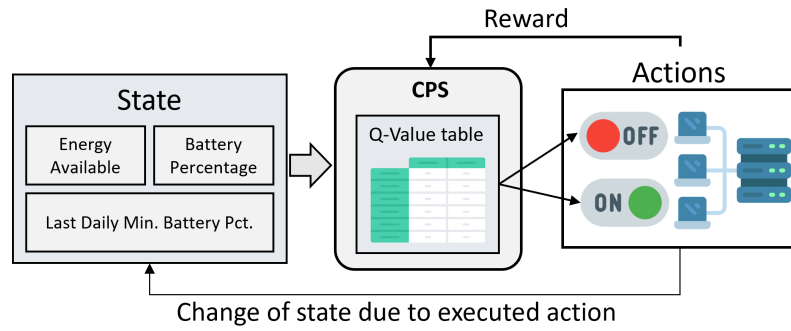 Reward
State
CPS
Actions
Energy
Available
Battery
Percentage
Last Daily Min. Battery Pct.
Q-Value table
OFF
ON
Change of state due to executed action